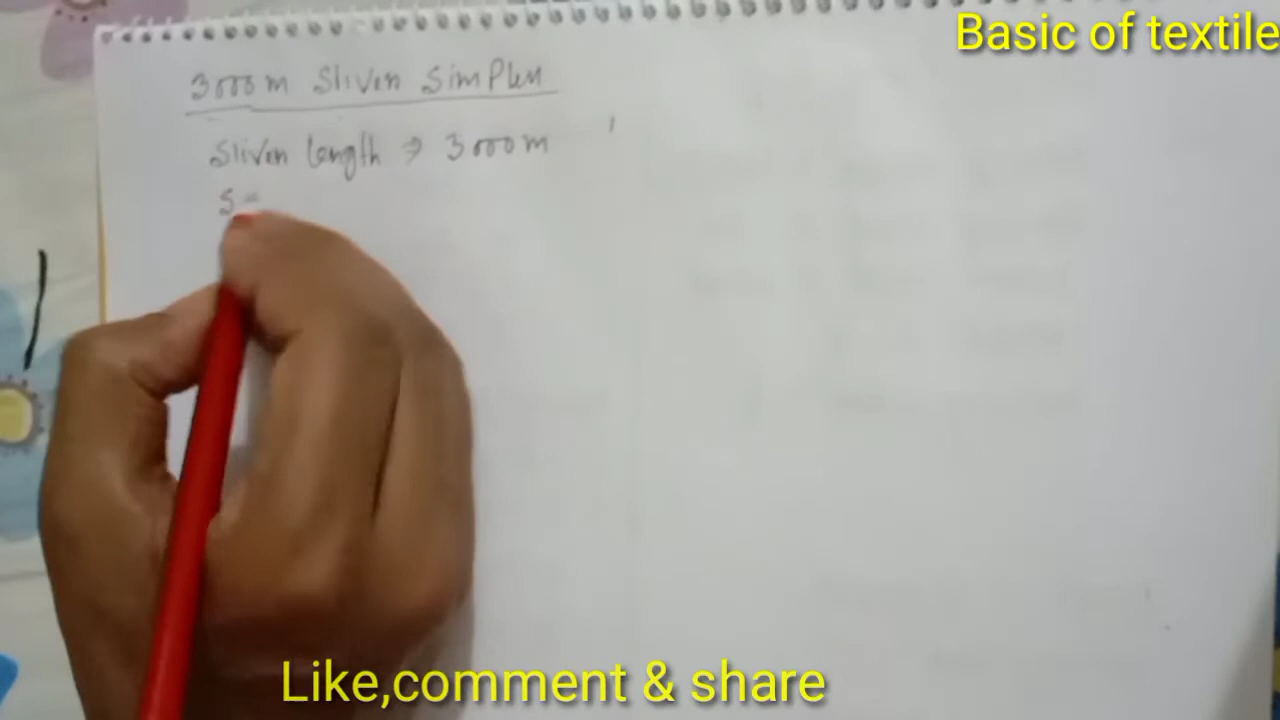 Basic of textile
3000m Sliver Simplex
Sliver length ⇒ 3000m
S
Like,comment & share